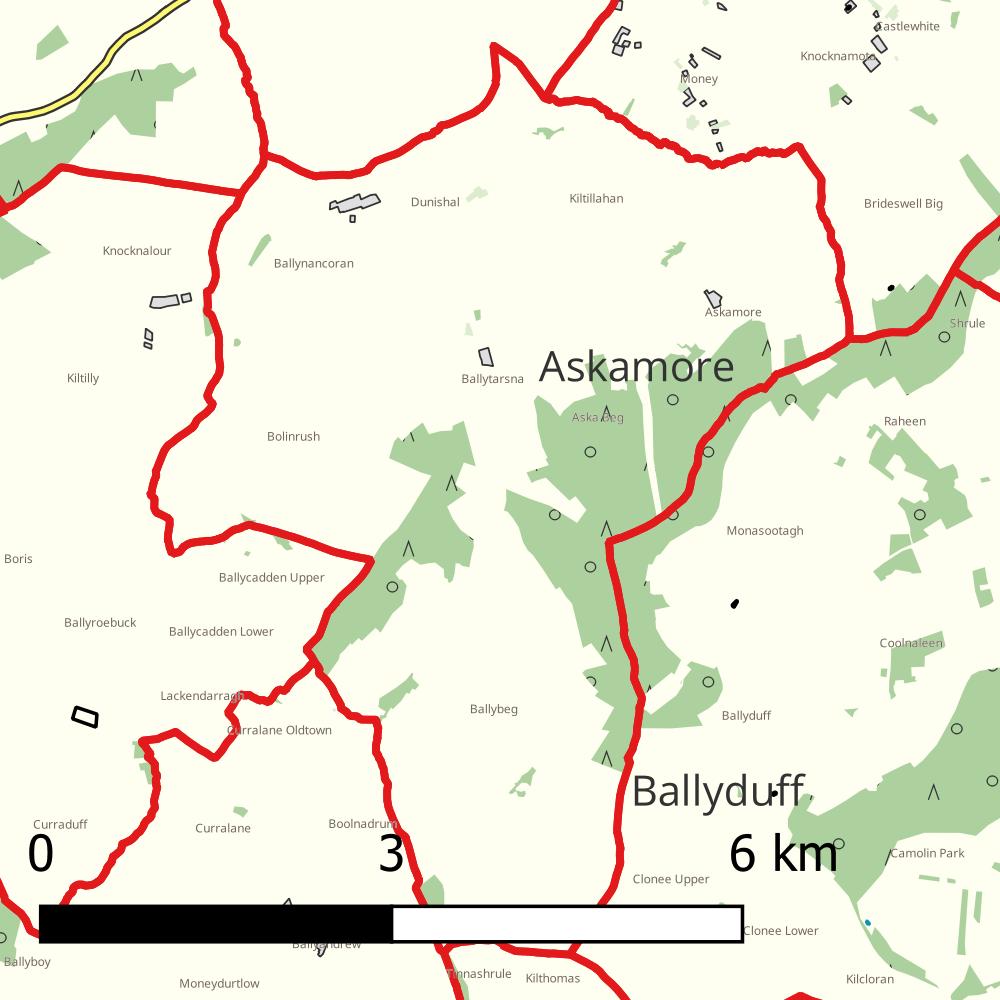 Castlewhite
Knocknamota
Money
Dunishal
Kiltillahan
Brideswell Big
Knocknalour
Ballynancoran
Askamore
Shrule
Askamore
Kiltilly
Ballytarsna
Aska Beg
Raheen
Bolinrush
Monasootagh
Boris
Ballycadden Upper
Ballyroebuck
Ballycadden Lower
Coolnaleen
Lackendarragh
Ballybeg
Ballyduff
Curralane Oldtown
Ballyduff
Curraduff
Curralane
Boolnadrum
0
3
6 km
Camolin Park
Clonee Upper
Clonee Lower
Ballyandrew
Ballyboy
Tinnashrule
Kilthomas
Kilcloran
Moneydurtlow